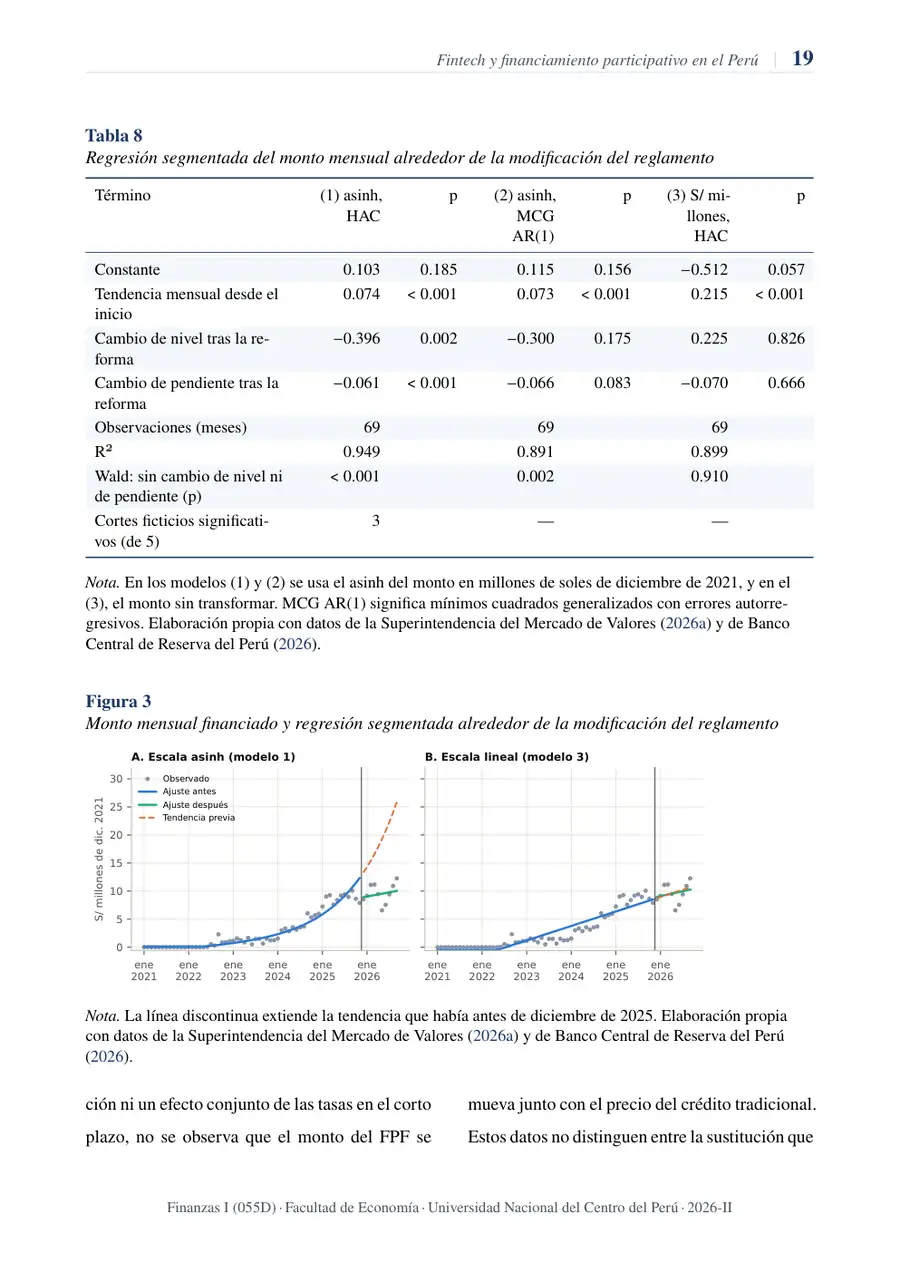 Fintech y financiamiento participativo en el Perú | 19
Tabla 8
Regresión segmentada del monto mensual alrededor de la modificación del reglamento
Término (1) asinh, p (2) asinh, p (3) S/ mi- p
HAC MCG llones,
AR(1) HAC
Constante 0.103 0.185 0.115 0.156 −0.512 0.057
Tendencia mensual desde el 0.074 < 0.001 0.073 < 0.001 0.215 < 0.001
inicio
Cambio de nivel tras la re- −0.396 0.002 −0.300 0.175 0.225 0.826
forma
Cambio de pendiente tras la −0.061 < 0.001 −0.066 0.083 −0.070 0.666
reforma
Observaciones (meses) 69 69 69
R² 0.949 0.891 0.899
Wald: sin cambio de nivel ni < 0.001 0.002 0.910
de pendiente (p)
Cortes ficticios significati- 3 — —
vos (de 5)
Nota. En los modelos (1) y (2) se usa el asinh del monto en millones de soles de diciembre de 2021, y en el
(3), el monto sin transformar. MCG AR(1) significa mínimos cuadrados generalizados con errores autorre-
gresivos. Elaboración propia con datos de la Superintendencia del Mercado de Valores (2026a) y de Banco
Central de Reserva del Perú (2026).
Figura 3
Monto mensual financiado y regresión segmentada alrededor de la modificación del reglamento
A. Escala asinh (modelo 1)
S/ millones de dic. 2021
30
25
20
15
10
5
0
Observado
Ajuste antes
Ajuste después
Tendencia previa
ene ene ene ene ene ene
2021 2022 2023 2024 2025 2026
B. Escala lineal (modelo 3)
ene ene ene ene ene ene
2021 2022 2023 2024 2025 2026
Nota. La línea discontinua extiende la tendencia que había antes de diciembre de 2025. Elaboración propia
con datos de la Superintendencia del Mercado de Valores (2026a) y de Banco Central de Reserva del Perú
(2026).
ción ni un efecto conjunto de las tasas en el corto
plazo, no se observa que el monto del FPF se
mueva junto con el precio del crédito tradicional.
Estos datos no distinguen entre la sustitución que
Finanzas I (055D) · Facultad de Economía · Universidad Nacional del Centro del Perú · 2026-II